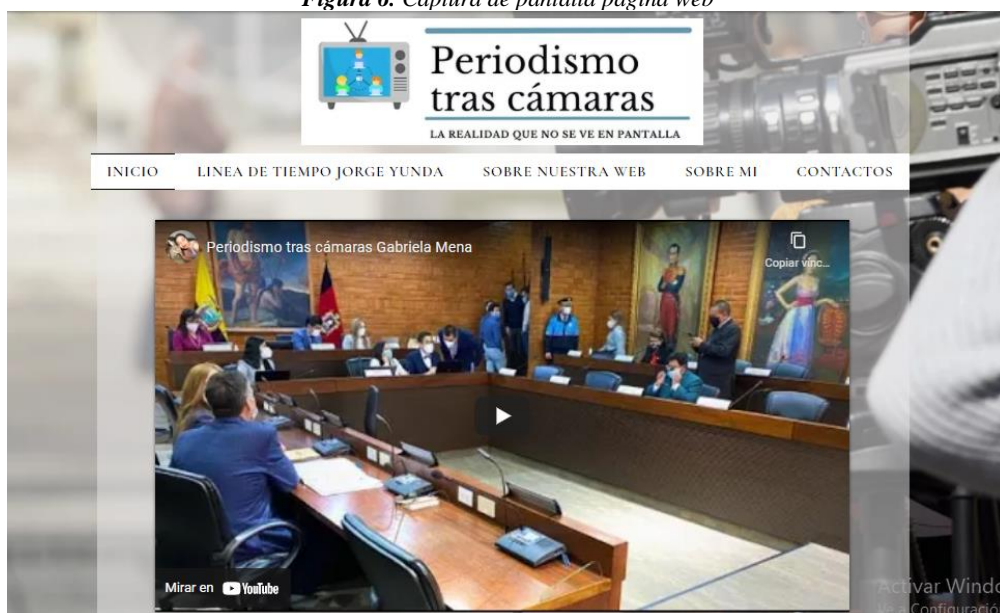 Figura 6. Captura de pantalla página web
Periodismo
tras cámaras
LA REALIDAD QUE NO SE VE EN PANTALLA
INICIO LINEA DE TIEMPO JORGE YUNDA SOBRE NUESTRA WEB SOBRE MI CONTACTOS
Periodismo tras cámaras Gabriela Mena
Copiar vínc...
Mirar en YouTube
Activar Windo
Ve a Configuració